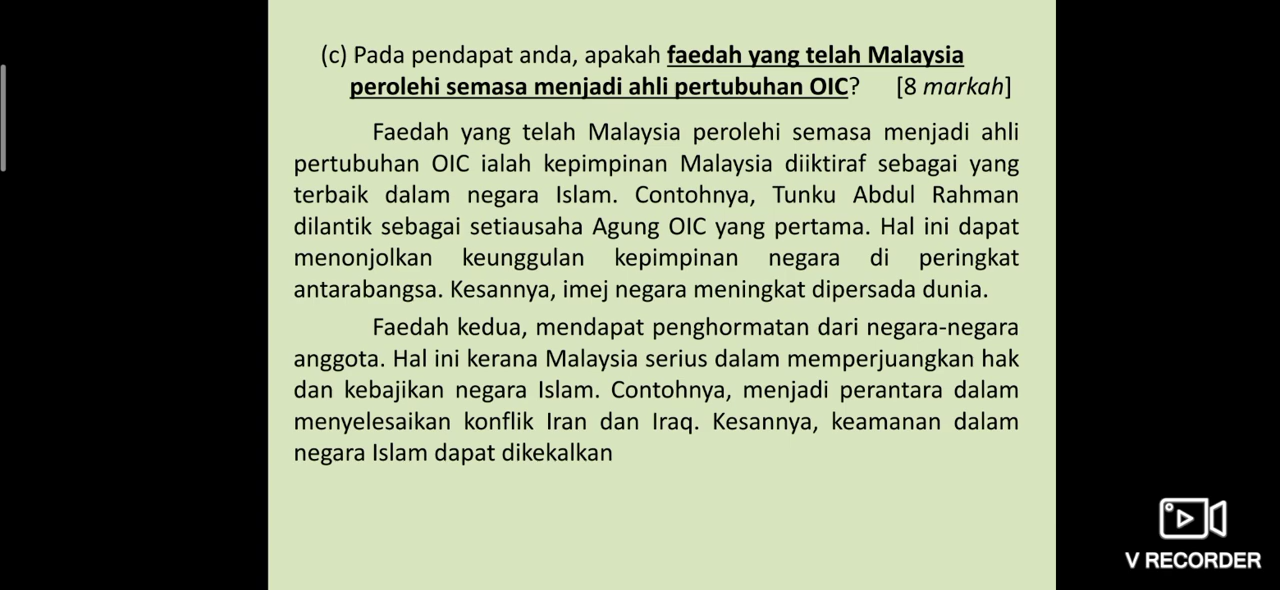 (c) Pada pendapat anda, apakah faedah yang telah Malaysia
perolehi semasa menjadi ahli pertubuhan OIC? [8 markah]
Faedah yang telah Malaysia perolehi semasa menjadi ahli
pertubuhan OIC ialah kepimpinan Malaysia diiktiraf sebagai yang
terbaik dalam negara Islam. Contohnya, Tunku Abdul Rahman
dilantik sebagai setiausaha Agung OIC yang pertama. Hal ini dapat
menonjolkan keunggulan kepimpinan negara di peringkat
antarabangsa. Kesannya, imej negara meningkat dipersada dunia.
Faedah kedua, mendapat penghormatan dari negara-negara
anggota. Hal ini kerana Malaysia serius dalam memperjuangkan hak
dan kebajikan negara Islam. Contohnya, menjadi perantara dalam
menyelesaikan konflik Iran dan Iraq. Kesannya, keamanan dalam
negara Islam dapat dikekalkan
V RECORDER